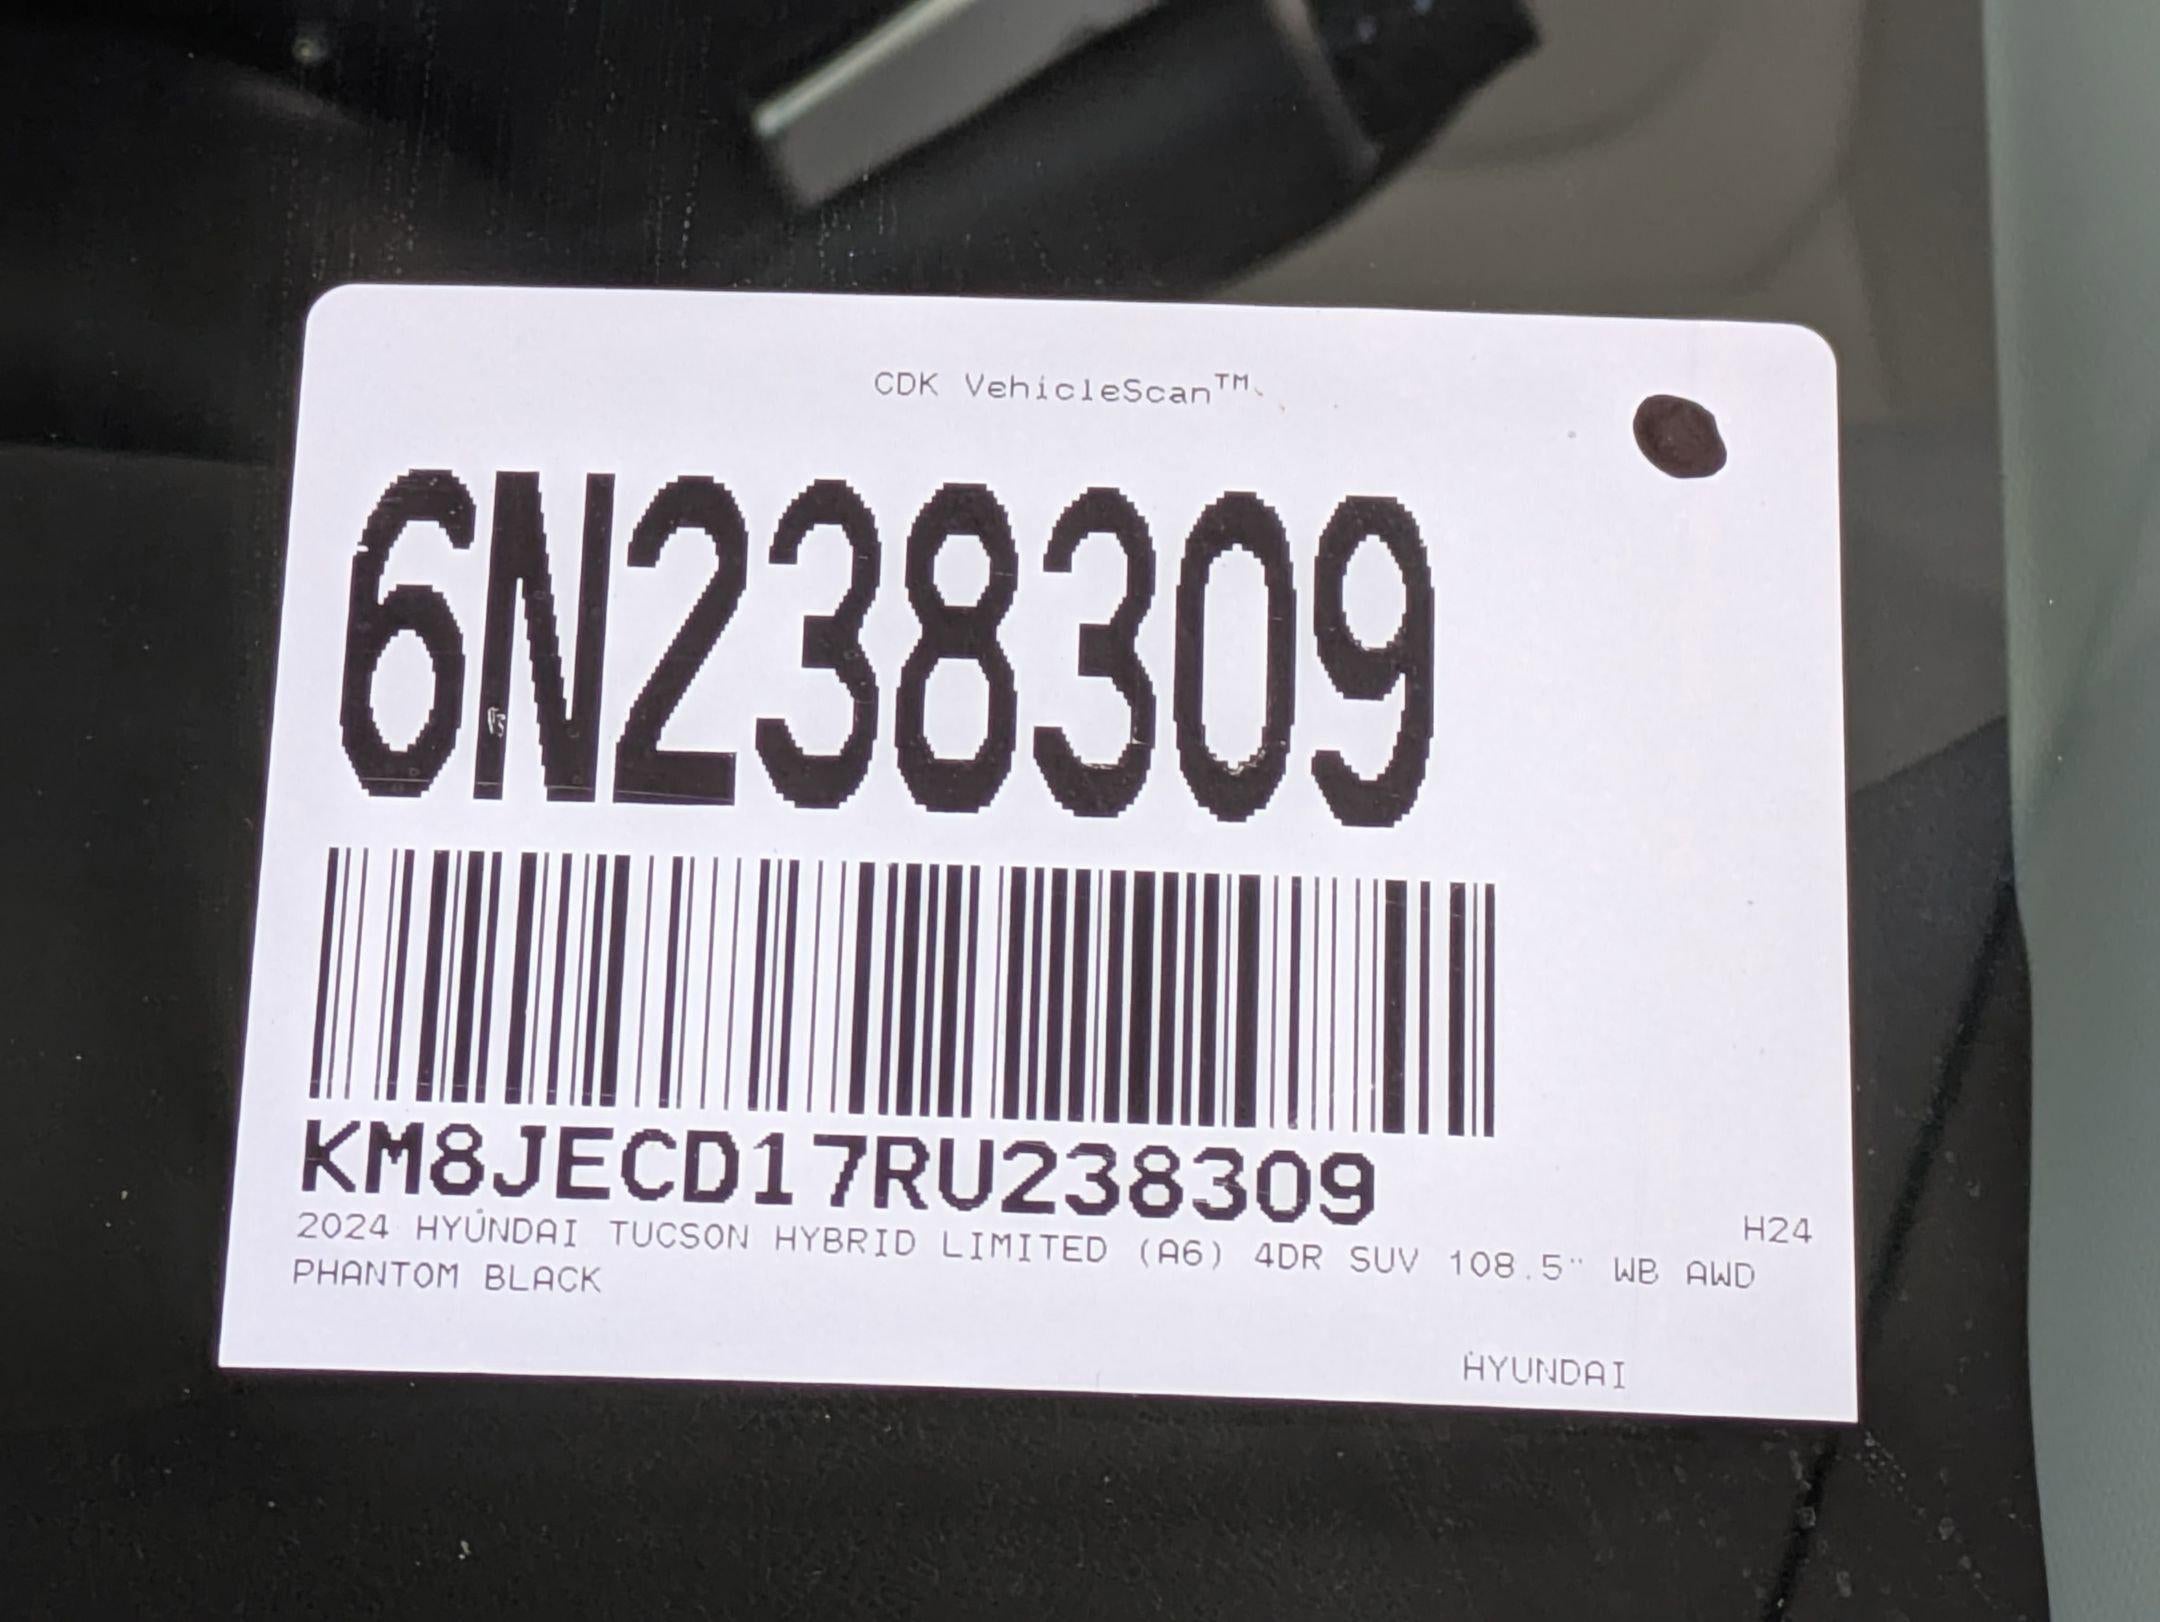 CDK VehicleScan™
6N238309
KM8JECD17RU238309
H24
2024 HYUNDAI TUCSON HYBRID LIMITED (A6) 4DR SUV 108.5" WB AWD
PHANTOM BLACK
HYUNDAI